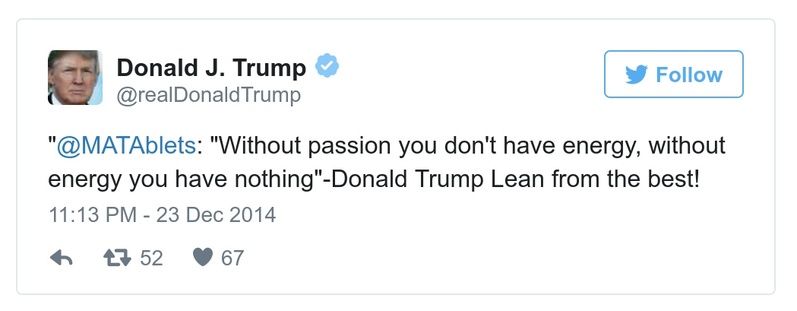 Donald J. Trump
@realDonaldTrump
Follow
"@MATAblets: "Without passion you don't have energy, without
energy you have nothing"-Donald Trump Lean from the best!
11:13 PM - 23 Dec 2014
52 67